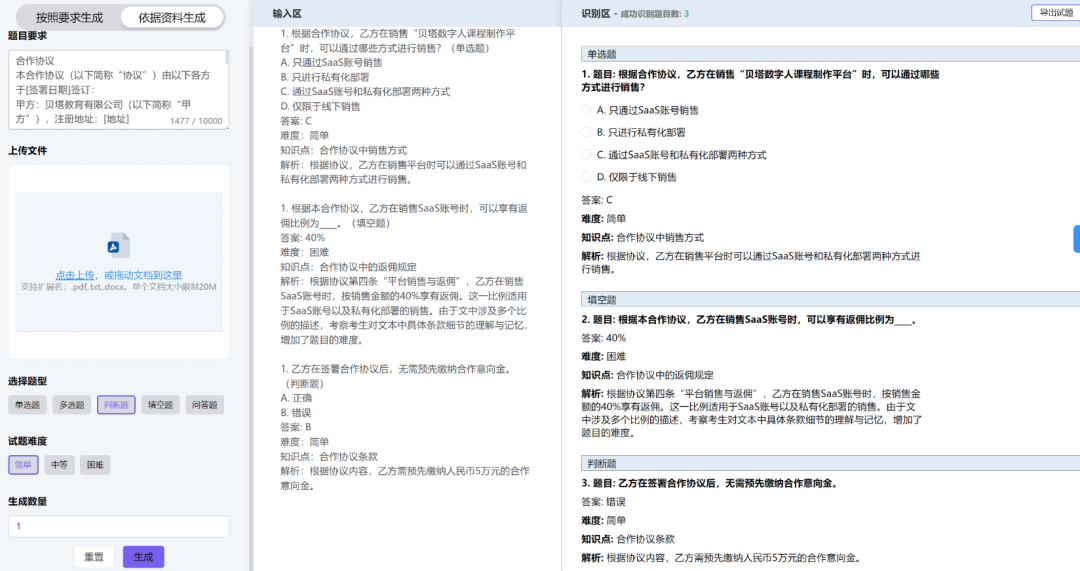 按照要求生成
依据资料生成
题目要求
合作协议
本合作协议（以下简称“协议”）由以下各方
于[签署日期]签订：
甲方：贝塔教育有限公司（以下简称“甲
方”），注册地址：[地址]
1477 / 10000
上传文件
点击上传，或拖动文档到这里
支持扩展名：.pdf,.txt,.docx、单个文档大小限制20M
选择题型
单选题
多选题
判断题
填空题
问答题
试题难度
简单
中等
困难
生成数量
1
重置
生成
输入区
1. 根据合作协议，乙方在销售“贝塔数字人课程制作平
台”时，可以通过哪些方式进行销售？（单选题）
A. 只通过SaaS账号销售
B. 只进行私有化部署
C. 通过SaaS账号和私有化部署两种方式
D. 仅限于线下销售
答案: C
难度：简单
知识点：合作协议中销售方式
解析：根据协议，乙方在销售平台时可以通过SaaS账号和
私有化部署两种方式进行销售。
1. 根据本合作协议，乙方在销售SaaS账号时，可以享有返
佣比例为____。（填空题）
答案: 40%
难度：困难
知识点：合作协议中的返佣规定
解析：根据协议第四条“平台销售与返佣”，乙方在销售
SaaS账号时，按销售金额的40%享有返佣。这一比例适用
于SaaS账号以及私有化部署的销售。由于文中涉及多个比
例的描述，考察考生对文本中具体条款细节的理解与记忆，
增加了题目的难度。
1. 乙方在签署合作协议后，无需预先缴纳合作意向金。
（判断题）
A. 正确
B. 错误
答案: B
难度：简单
知识点：合作协议条款
解析：根据协议内容，乙方需预先缴纳人民币5万元的合作
意向金。
识别区 - 成功识别题目数: 3
导出试题
单选题
1. 题目: 根据合作协议，乙方在销售“贝塔数字人课程制作平台”时，可以通过哪些
方式进行销售？
A. 只通过SaaS账号销售
B. 只进行私有化部署
C. 通过SaaS账号和私有化部署两种方式
D. 仅限于线下销售
答案: C
难度: 简单
知识点: 合作协议中销售方式
解析: 根据协议，乙方在销售平台时可以通过SaaS账号和私有化部署两种方式进
行销售。
填空题
2. 题目: 根据本合作协议，乙方在销售SaaS账号时，可以享有返佣比例为____。
答案: 40%
难度: 困难
知识点: 合作协议中的返佣规定
解析: 根据协议第四条“平台销售与返佣”，乙方在销售SaaS账号时，按销售金
额的40%享有返佣。这一比例适用于SaaS账号以及私有化部署的销售。由于文
中涉及多个比例的描述，考察考生对文本中具体条款细节的理解与记忆，增加了
题目的难度。
判断题
3. 题目: 乙方在签署合作协议后，无需预先缴纳合作意向金。
答案: 错误
难度: 简单
知识点: 合作协议条款
解析: 根据协议内容，乙方需预先缴纳人民币5万元的合作意向金。